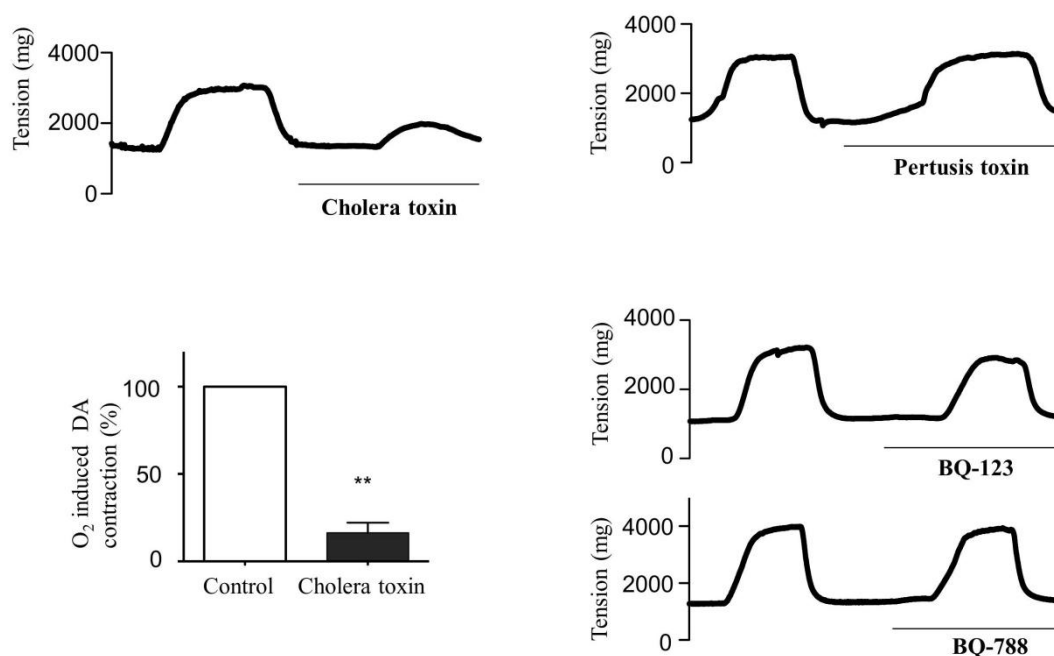 Tension (mg)
4000
2000
0
Cholera toxin
Tension (mg)
4000
2000
0
Pertusis toxin
O2 induced DA
contraction (%)
100
50
0
**
Control
Cholera toxin
Tension (mg)
4000
2000
0
BQ-123
Tension (mg)
4000
2000
0
BQ-788